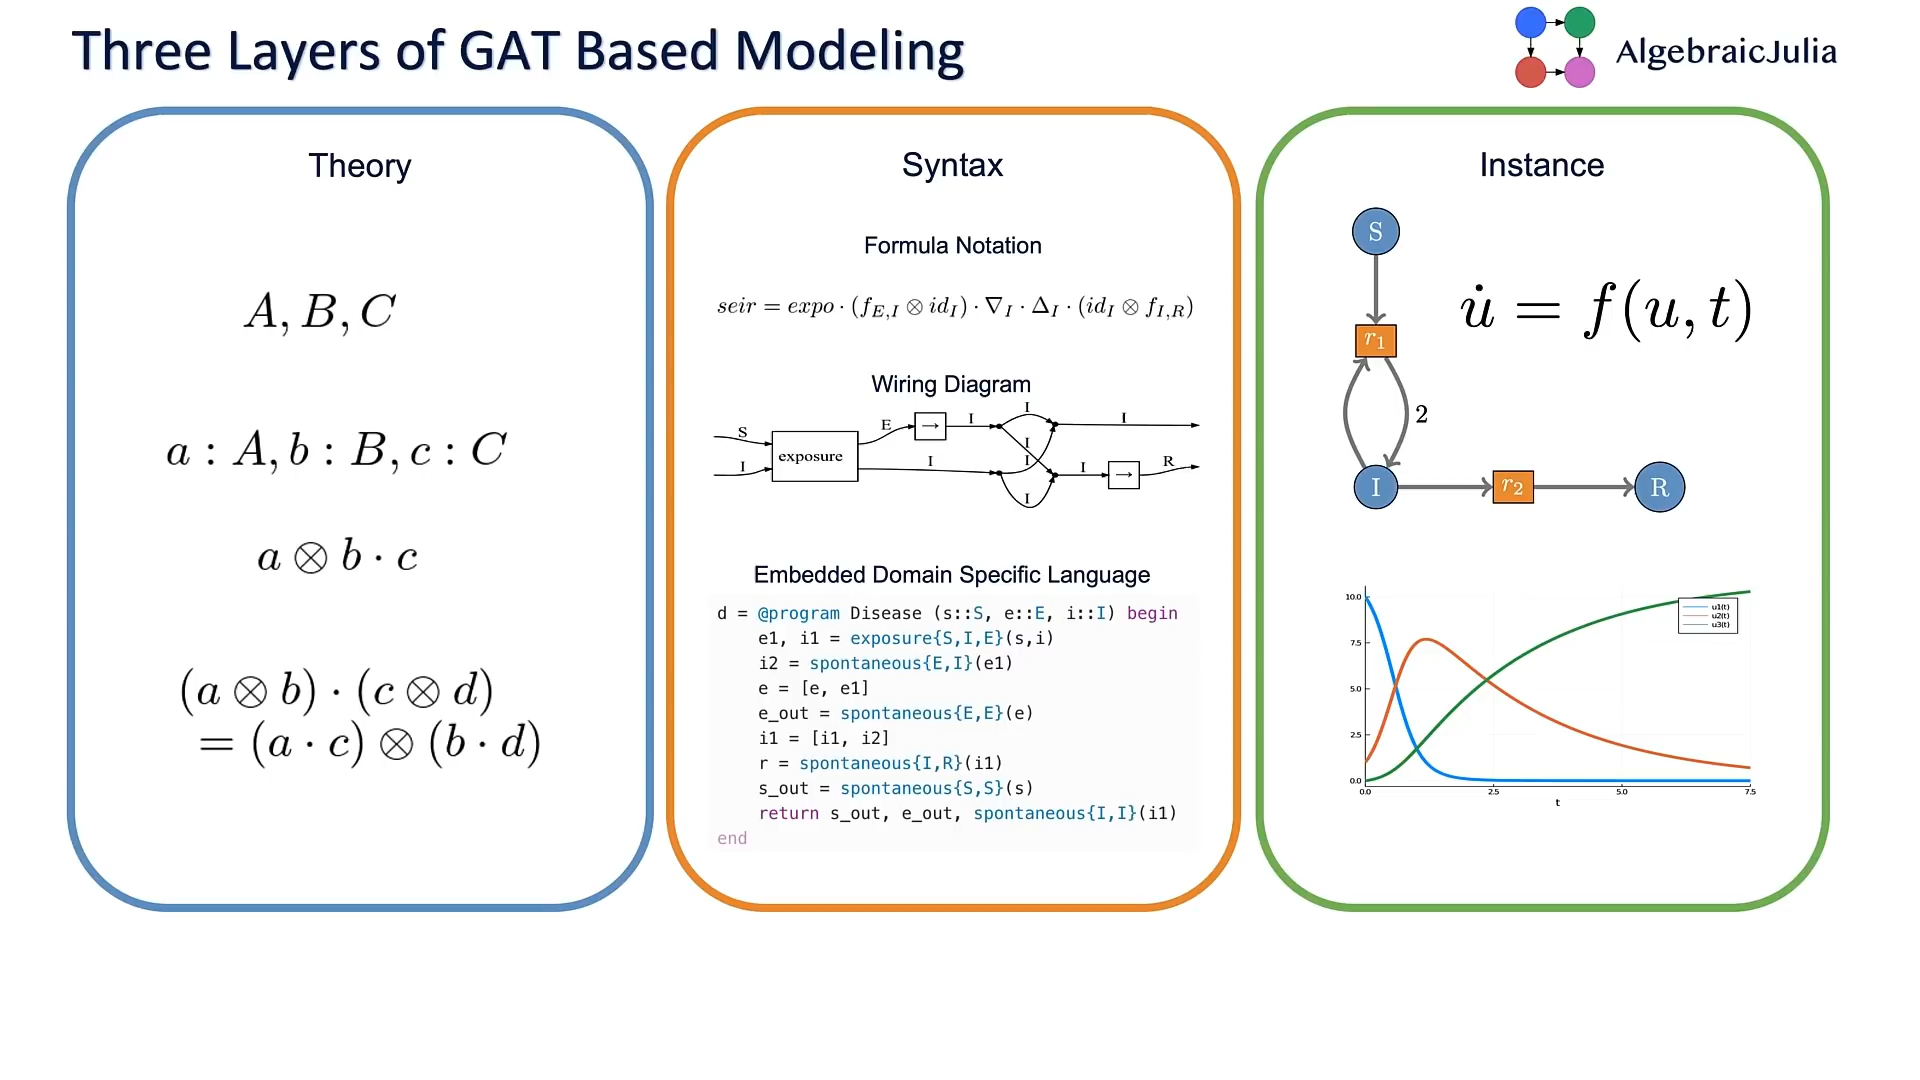 Three Layers of GAT Based Modeling
AlgebraicJulia
Theory
A, B, C
a : A, b : B, c : C
a ⊗ b · c
(a ⊗ b) · (c ⊗ d)
= (a · c) ⊗ (b · d)
Syntax
Formula Notation
seir = expo · (f_{E,I} ⊗ id_I) · ∇_I · Δ_I · (id_I ⊗ f_{I,R})
Wiring Diagram
S
I
exposure
E
→
I
I
I
I
I
I
I
I
→
R
Embedded Domain Specific Language
d = @program Disease (s::S, e::E, i::I) begin
    e1, i1 = exposure{S,I,E}(s,i)
    i2 = spontaneous{E,I}(e1)
    e = [e, e1]
    e_out = spontaneous{E,E}(e)
    i1 = [i1, i2]
    r = spontaneous{I,R}(i1)
    s_out = spontaneous{S,S}(s)
    return s_out, e_out, spontaneous{I,I}(i1)
end
Instance
S
r₁
2
I
r₂
R
u̇ = f(u, t)
10.0
7.5
5.0
2.5
0.0
0.0 2.5 5.0 7.5
t
u1(t)
u2(t)
u3(t)